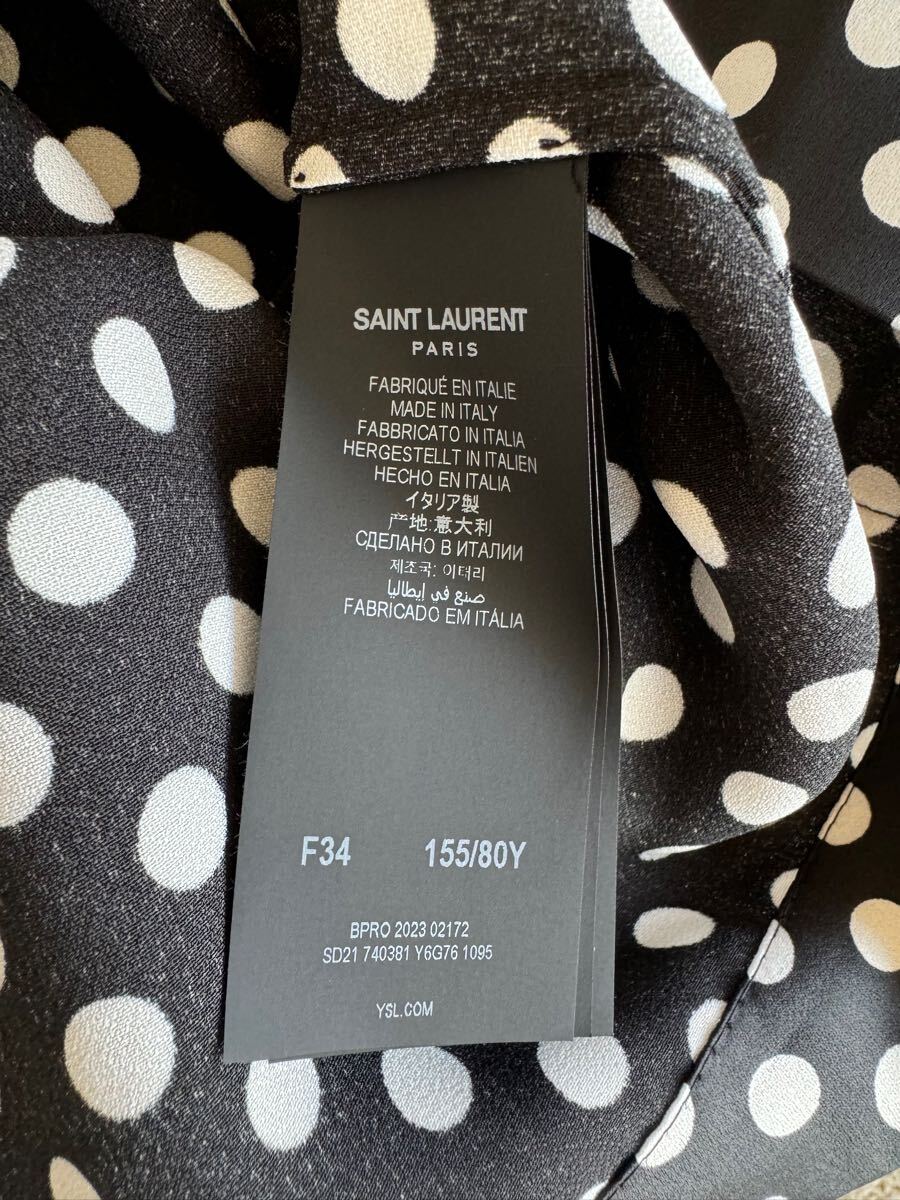 SAINT LAURENT
PARIS
FABRIQUÉ EN ITALIE
MADE IN ITALY
FABBRICATO IN ITALIA
HERGESTELLT IN ITALIEN
HECHO EN ITALIA
イタリア製
产地:意大利
СДЕЛАНО В ИТАЛИИ
제조국: 이태리
صنع في إيطاليا
FABRICADO EM ITÁLIA
F34 155/80Y
BPRO 2023 02172
SD21 740381 Y6G76 1095
YSL.COM